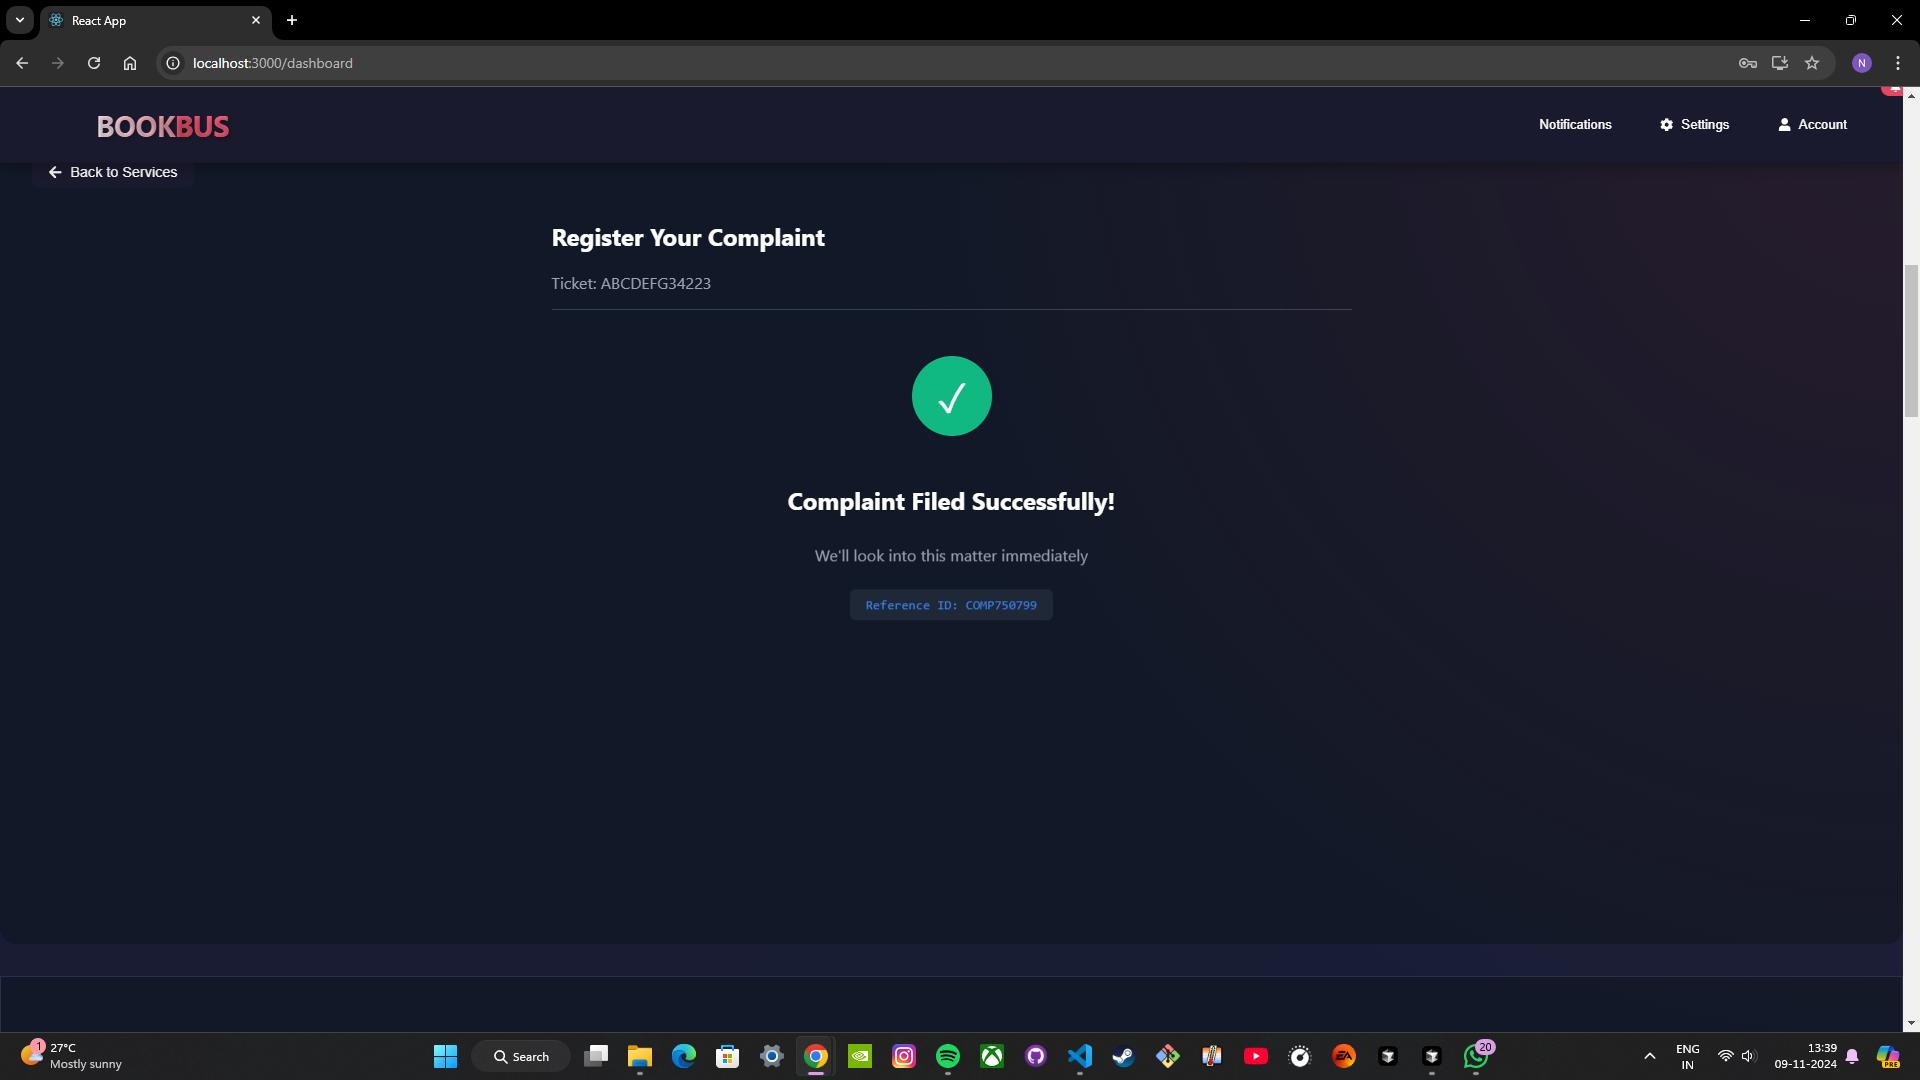 React App
localhost:3000/dashboard
N
BOOKBUS
Notifications
Settings
Account
Back to Services
Register Your Complaint
Ticket: ABCDEFG34223
Complaint Filed Successfully!
We'll look into this matter immediately
Reference ID: COMP750799
1
27°C
Mostly sunny
Search
EA
20
ENG
IN
13:39
09-11-2024
PRE